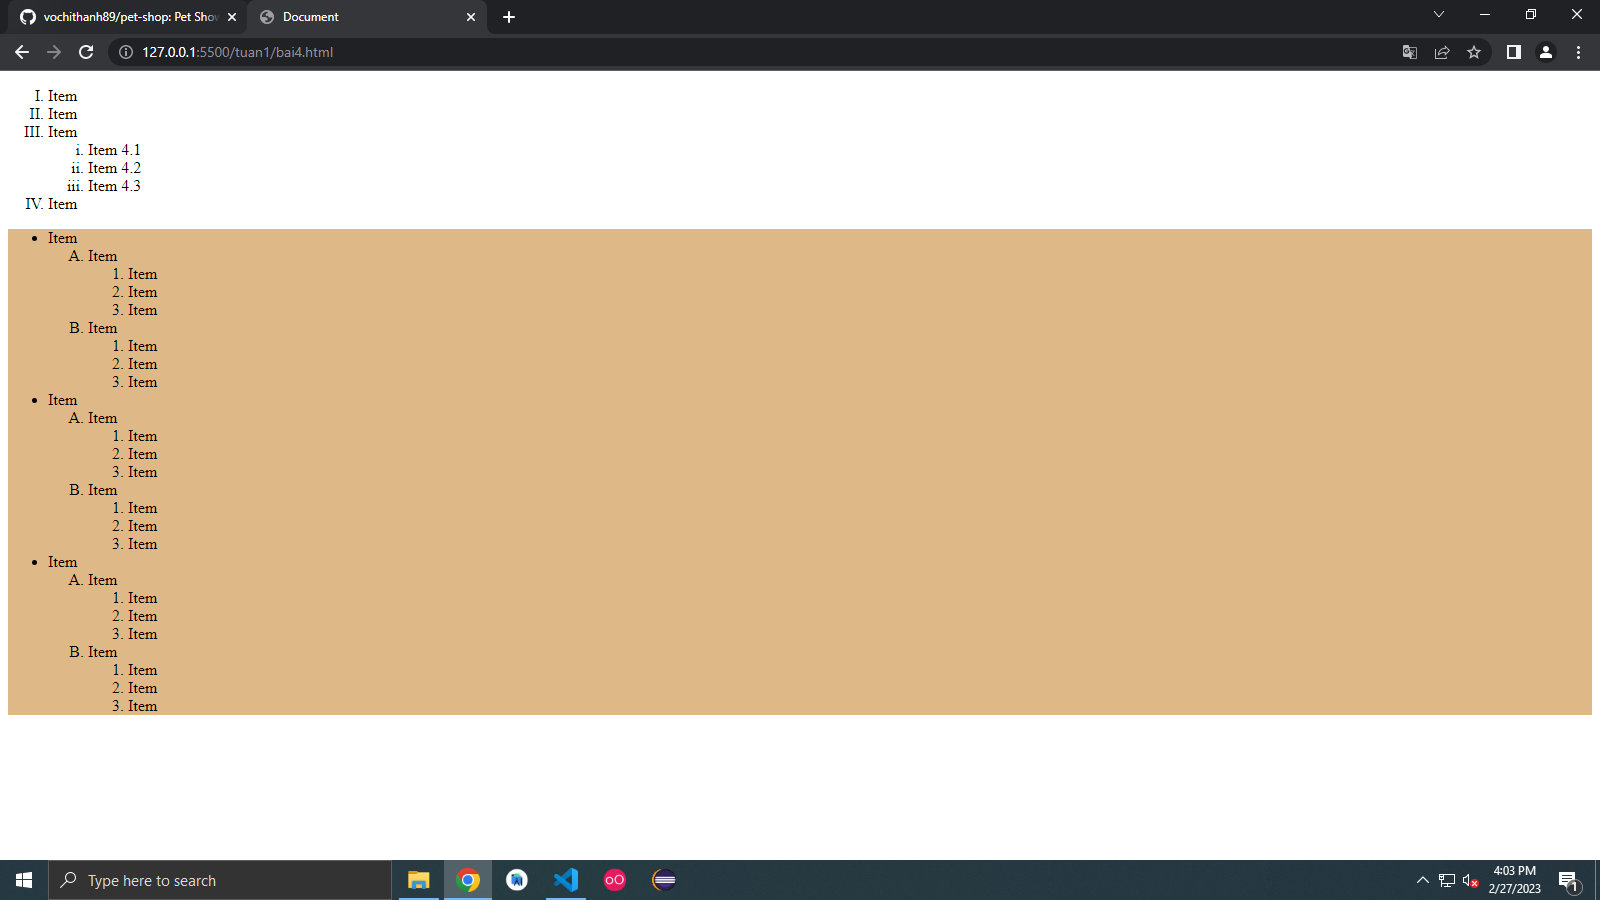 vochithanh89/pet-shop: Pet Sho
Document
127.0.0.1:5500/tuan1/bai4.html
I. Item
II. Item
III. Item
i. Item 4.1
ii. Item 4.2
iii. Item 4.3
IV. Item
• Item
A. Item
1. Item
2. Item
3. Item
B. Item
1. Item
2. Item
3. Item
• Item
A. Item
1. Item
2. Item
3. Item
B. Item
1. Item
2. Item
3. Item
• Item
A. Item
1. Item
2. Item
3. Item
B. Item
1. Item
2. Item
3. Item
Type here to search
4:03 PM
2/27/2023
1